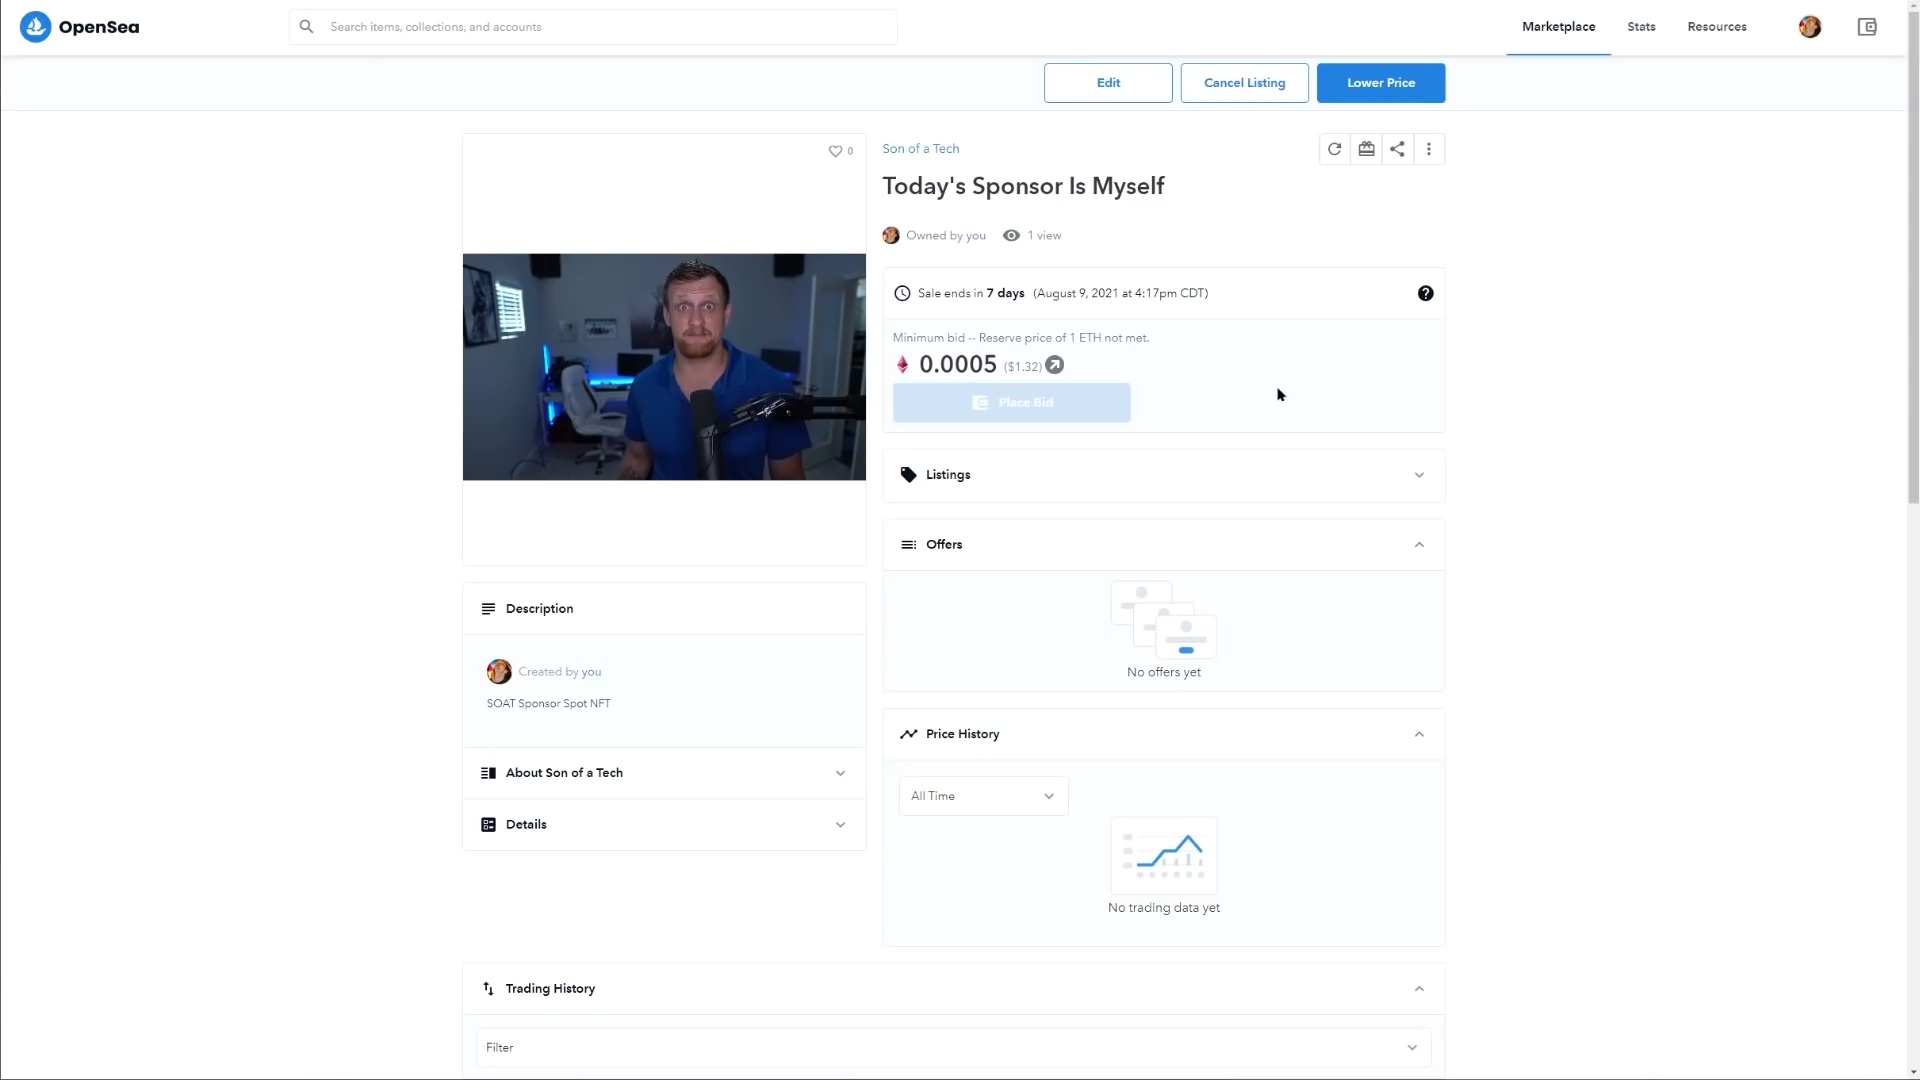 OpenSea
Search items, collections, and accounts
Marketplace
Stats
Resources
Edit
Cancel Listing
Lower Price
0
Son of a Tech
Today's Sponsor Is Myself
Owned by you
1 view
Sale ends in 7 days (August 9, 2021 at 4:17pm CDT)
Minimum bid -- Reserve price of 1 ETH not met.
0.0005 ($1.32)
Place Bid
Listings
Offers
No offers yet
Description
Created by you
SOAT Sponsor Spot NFT
About Son of a Tech
Details
Price History
All Time
No trading data yet
Trading History
Filter